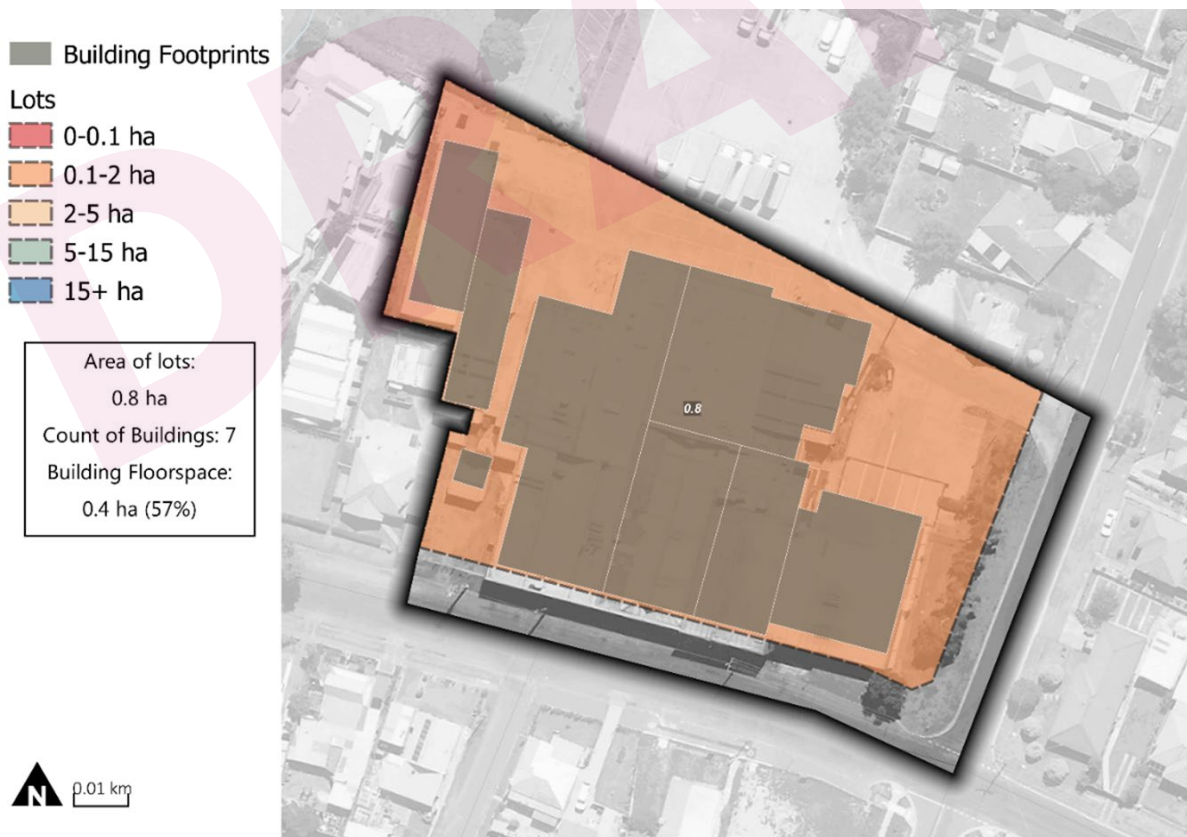 Building Footprints
Lots
0-0.1 ha
0.1-2 ha
2-5 ha
5-15 ha
15+ ha
Area of lots:
0.8 ha
Count of Buildings: 7
Building Floorspace:
0.4 ha (57%)
0.8
N
0.01 km